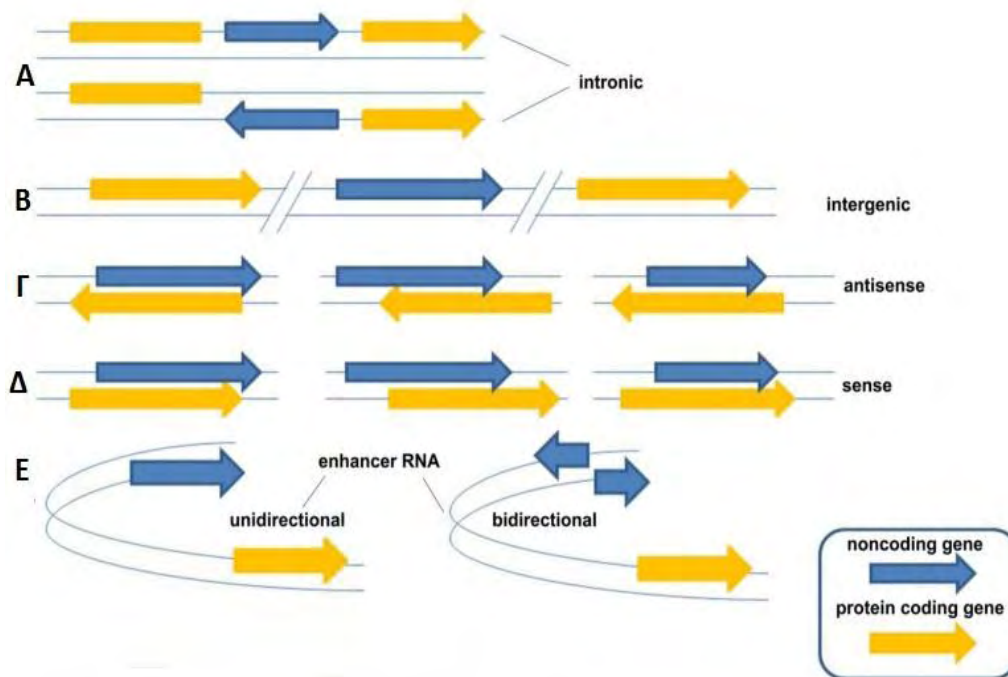 A
intronic
B
intergenic
Γ
antisense
Δ
sense
E
enhancer RNA
unidirectional
bidirectional
noncoding gene
protein coding gene